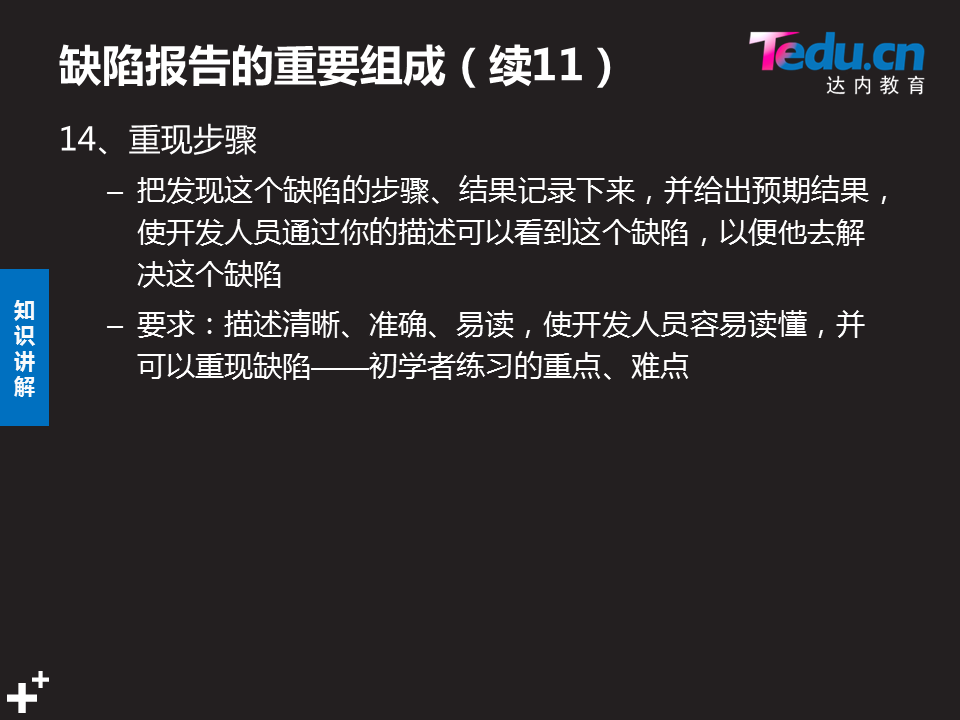 缺陷报告的重要组成（续11）
Tedu.cn
达内教育
14、重现步骤
– 把发现这个缺陷的步骤、结果记录下来，并给出预期结果，
使开发人员通过你的描述可以看到这个缺陷，以便他去解
决这个缺陷
– 要求：描述清晰、准确、易读，使开发人员容易读懂，并
可以重现缺陷——初学者练习的重点、难点
知
识
讲
解